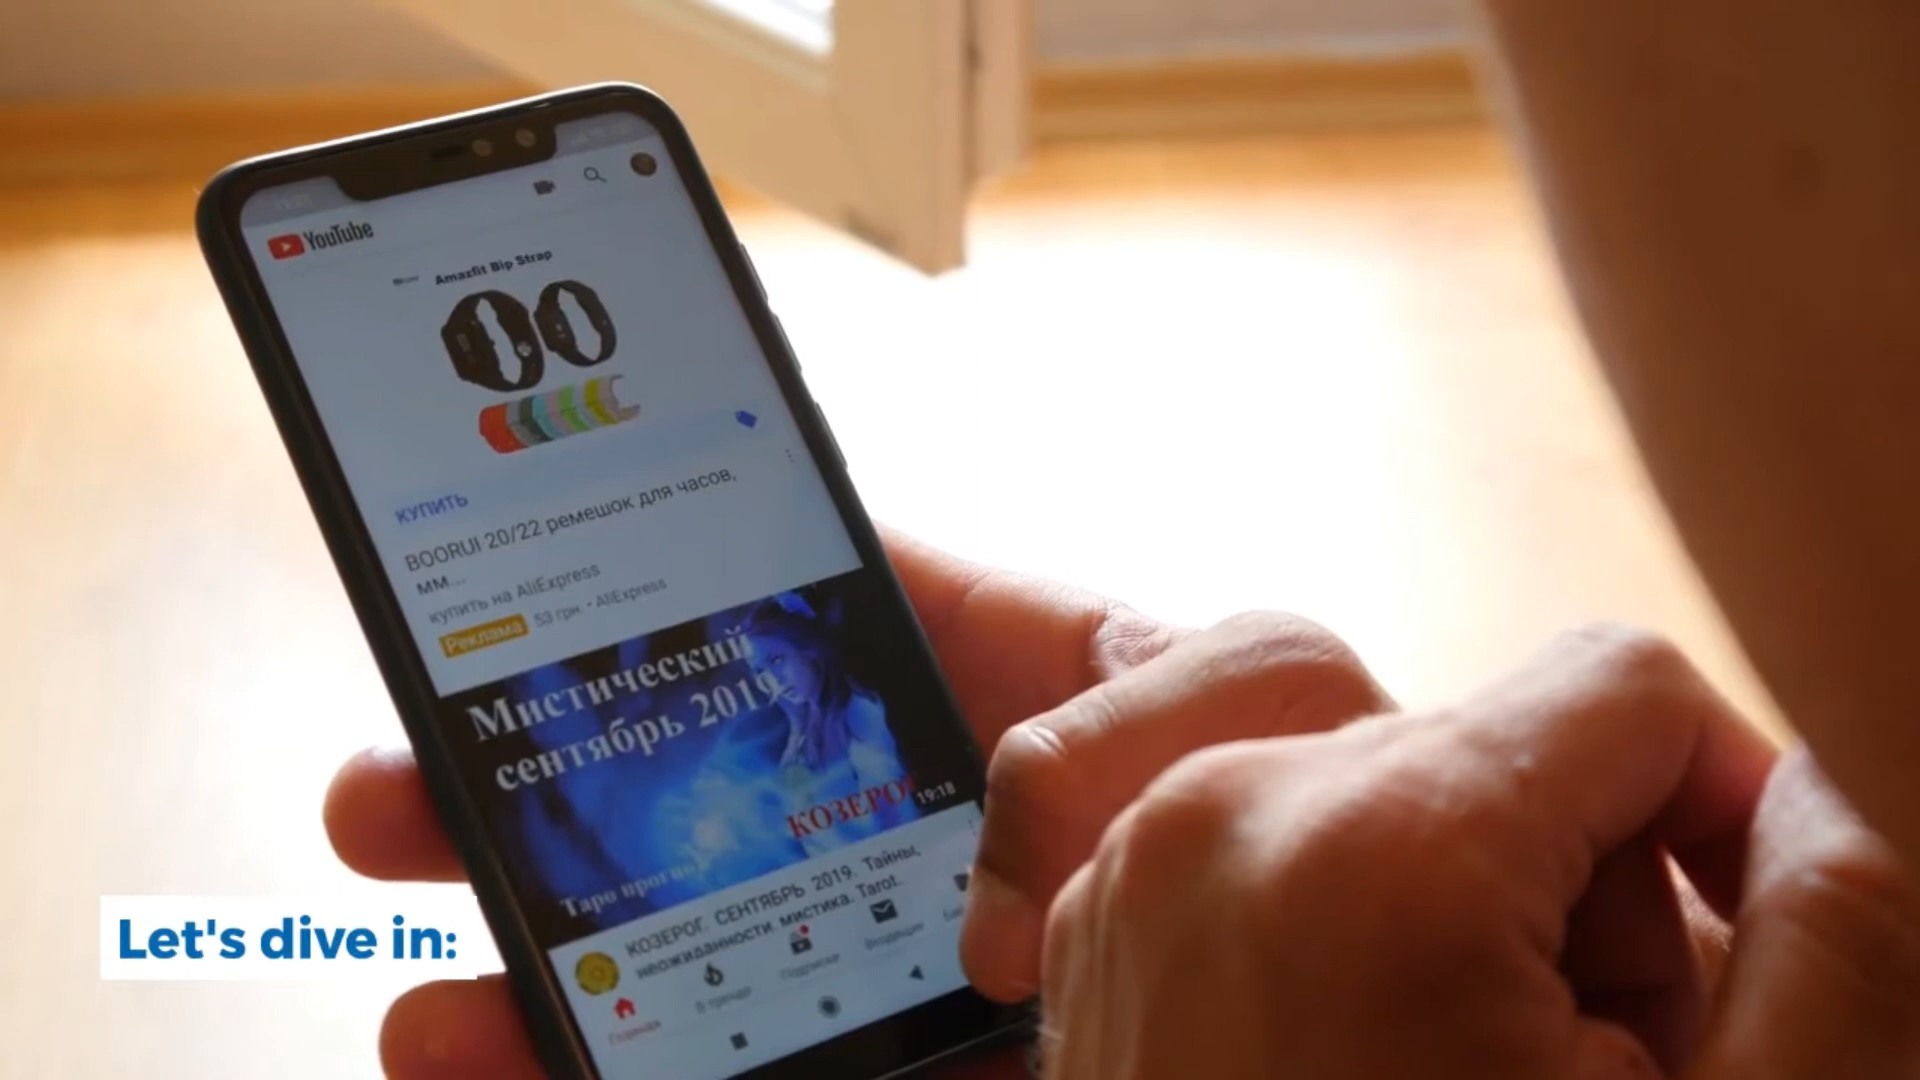 YouTube
Amazfit Bip Strap
КУПИТЬ
BOORUI 20/22 ремешок для часов,
мм...
купить на AliExpress
Реклама 53 грн. • AliExpress
Мистический
сентябрь 2019
КОЗЕРО
19:18
Таро прогно
КОЗЕРОГ. СЕНТЯБРЬ 2019. Тайны,
неожиданности, мистика. Tarot.
Главная
В тренде
Подписки
Входящие
Let's dive in: